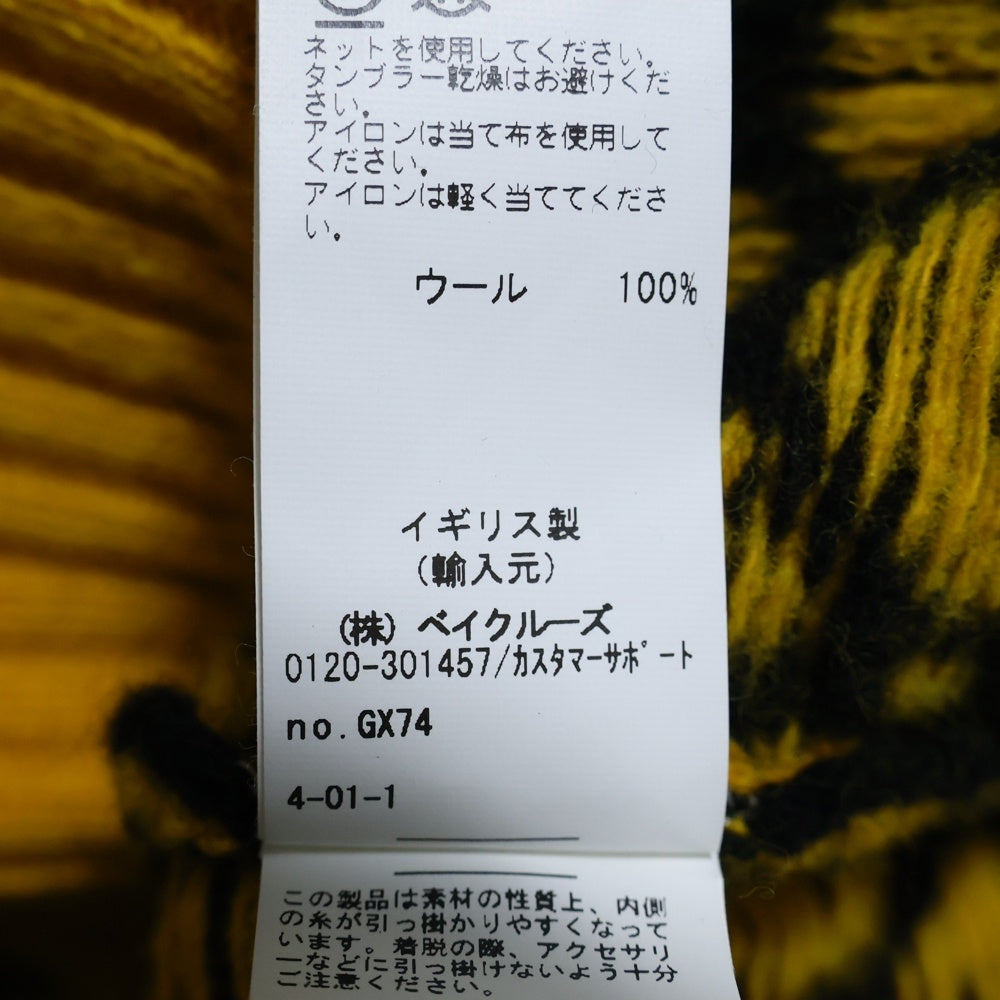 ネットを使用してください。
タンブラー乾燥はお避けくだ
さい。
アイロンは当て布を使用して
ください。
アイロンは軽く当ててくださ
い。
ウール 100%
イギリス製
(輸入元)
(株) ベイクルーズ
0120-301457/カスタマーサポート
no.GX74
4-01-1
この製品は素材の性質上、内側
の糸が引っ掛かりやすくなって
います。着脱の際、アクセサリ
ーなどに引っ掛けないよう十分
ご注意ください。